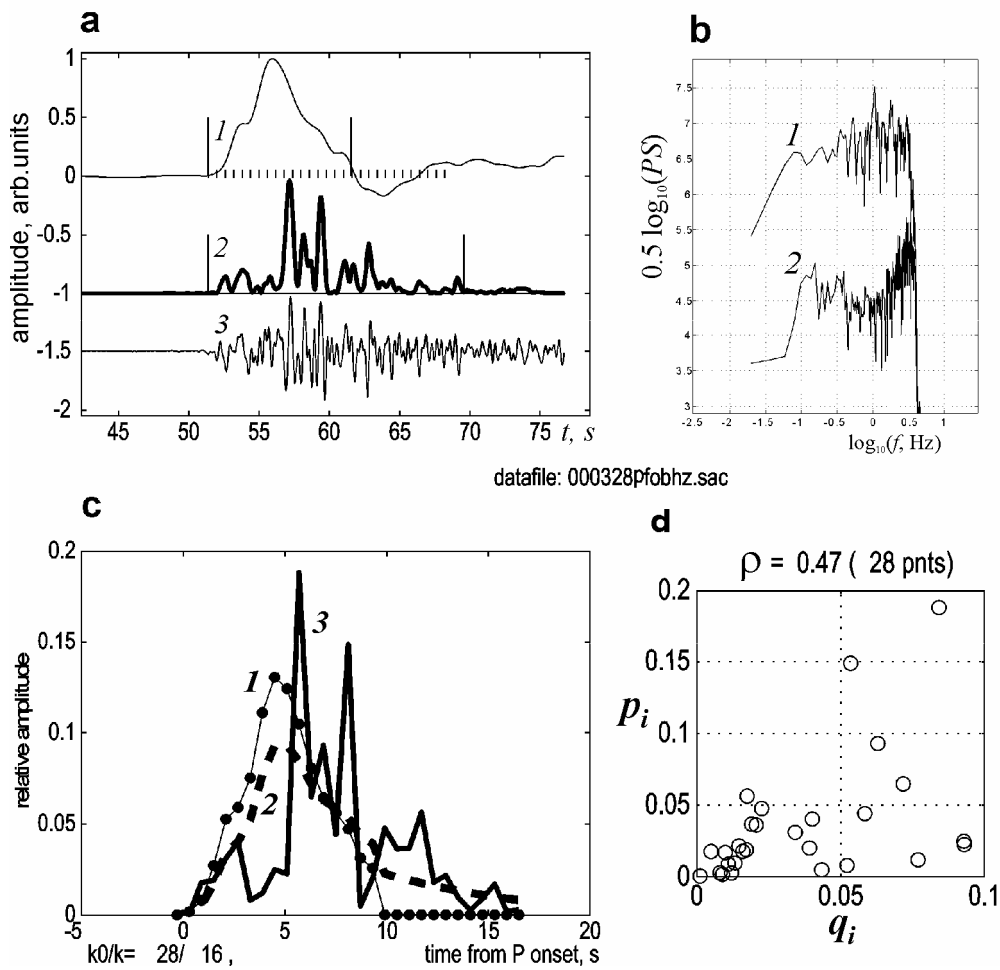 a
amplitude, arb.units
1
0.5
0
-0.5
-1
-1.5
-2
1
2
3
45 50 55 60 65 70 75 t, s
b
0.5 log₁₀(PS)
7.5
7
6.5
6
5.5
5
4.5
4
3.5
3
1
2
-2.5 -2 -1.5 -1 -0.5 0 0.5 1
log₁₀(f, Hz)
datafile: 000328pfobhz.sac
c
relative amplitude
0.2
0.15
0.1
0.05
0
1
2
3
-5 0 5 10 15 20
k0/k= 28/ 16 ,
time from P onset, s
d
ρ = 0.47 ( 28 pnts)
pᵢ
0.2
0.15
0.1
0.05
0
0 0.05 0.1
qᵢ